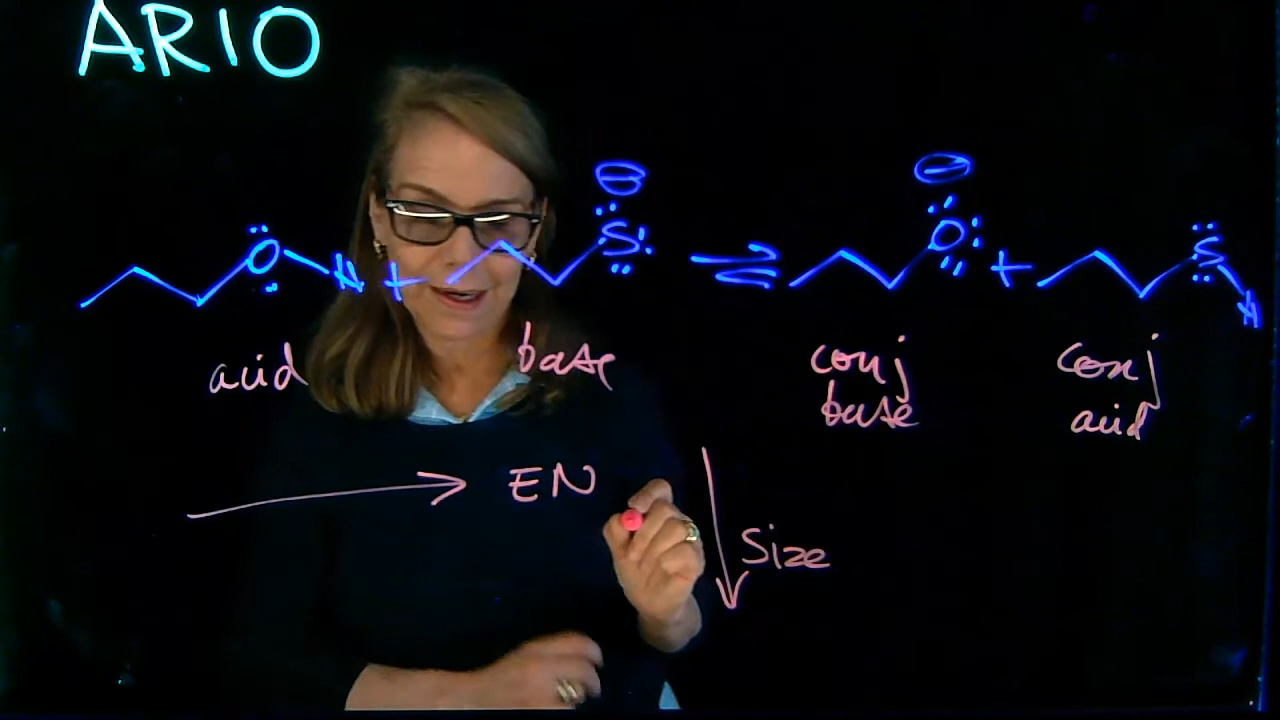 ARIO
:Ö-H + :S̈:⊖ ⇌ :Ö:⊖ + :S̈-H
acid base conj base conj acid
EN
Size